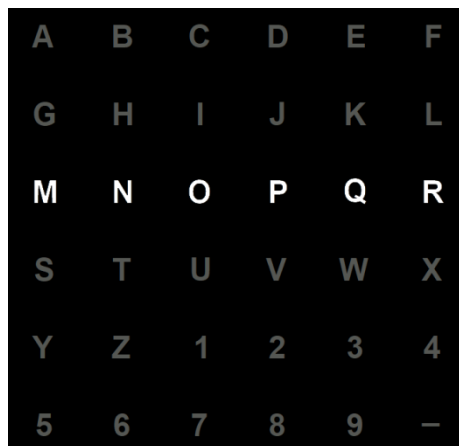 A B C D E F
G H I J K L
M N O P Q R
S T U V W X
Y Z 1 2 3 4
5 6 7 8 9 –